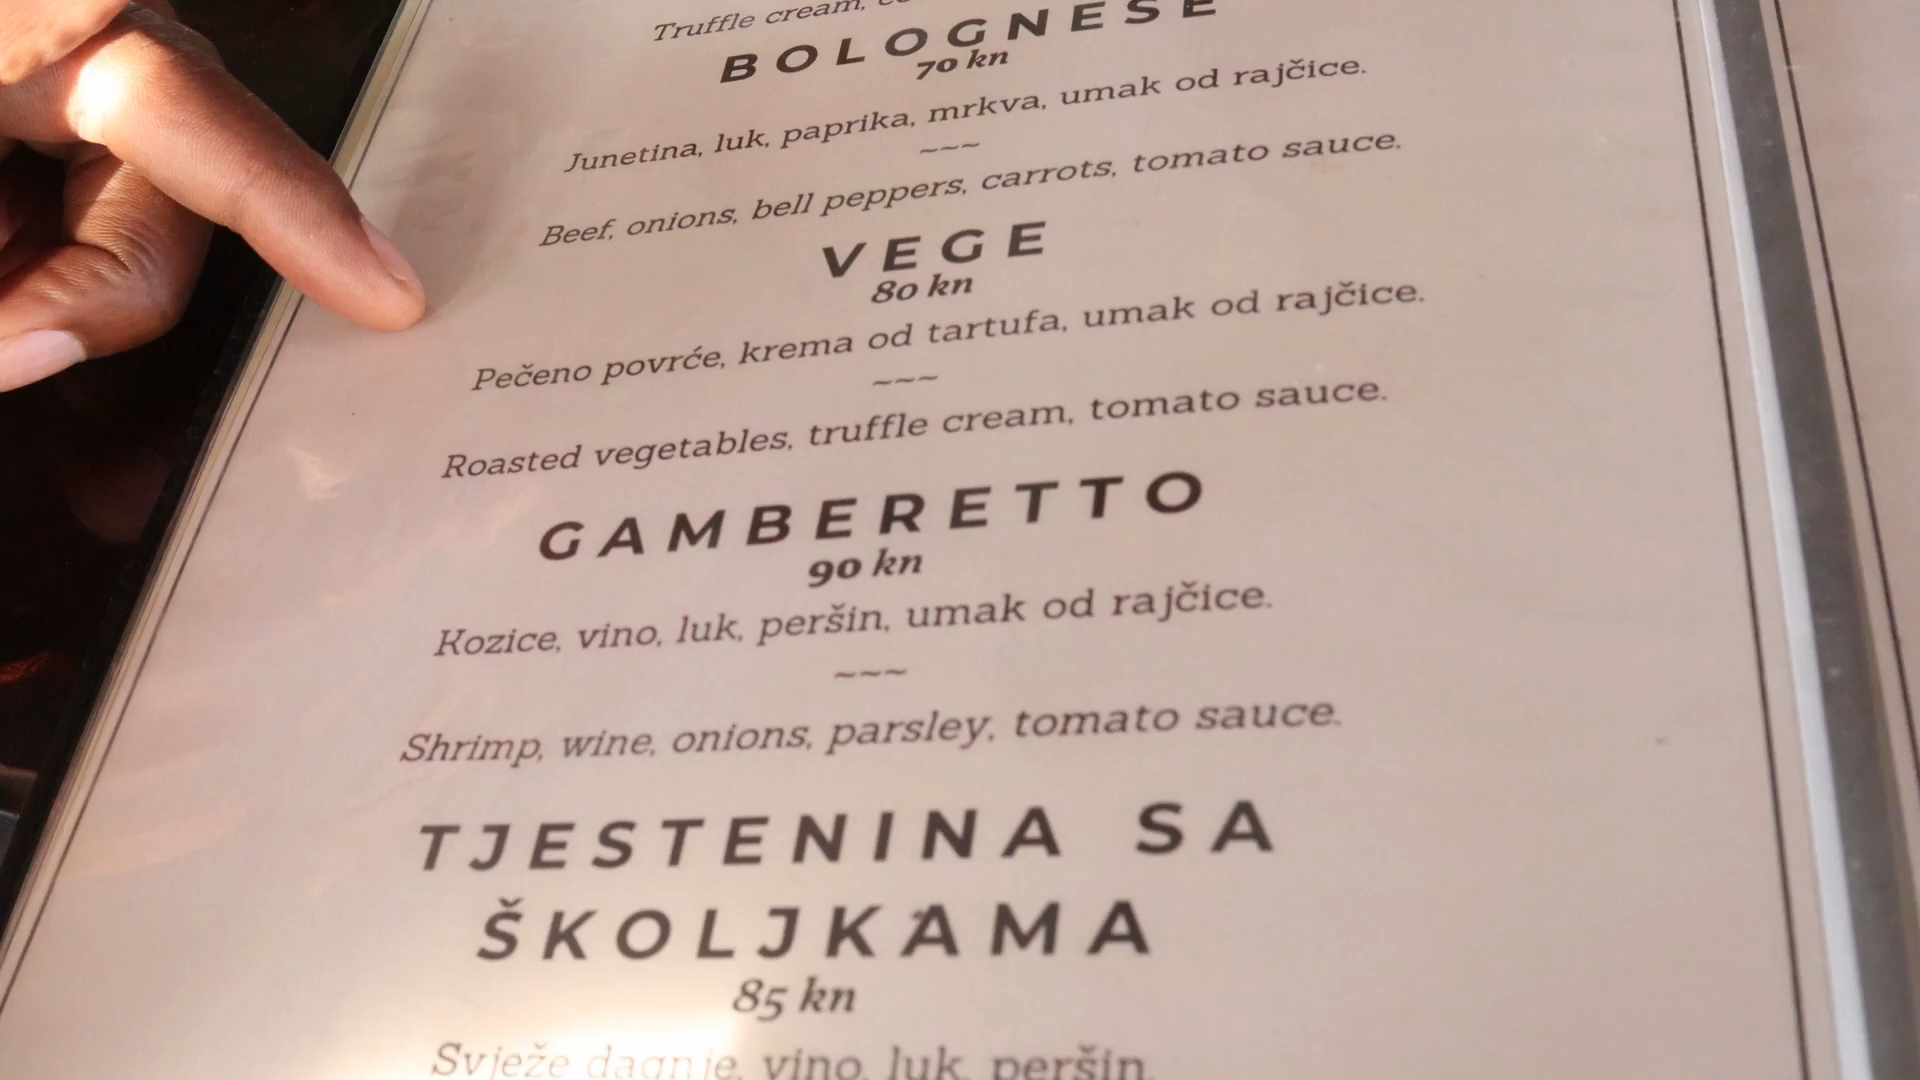 Truffle cream,
BOLOGNESE
70 kn
Junetina, luk, paprika, mrkva, umak od rajčice.
~~~
Beef, onions, bell peppers, carrots, tomato sauce.
VEGE
80 kn
Pečeno povrće, krema od tartufa, umak od rajčice.
~~~
Roasted vegetables, truffle cream, tomato sauce.
GAMBERETTO
90 kn
Kozice, vino, luk, peršin, umak od rajčice.
~~~
Shrimp, wine, onions, parsley, tomato sauce.
TJESTENINA SA
ŠKOLJKAMA
85 kn
Svježe dagnje, vino, luk, peršin,